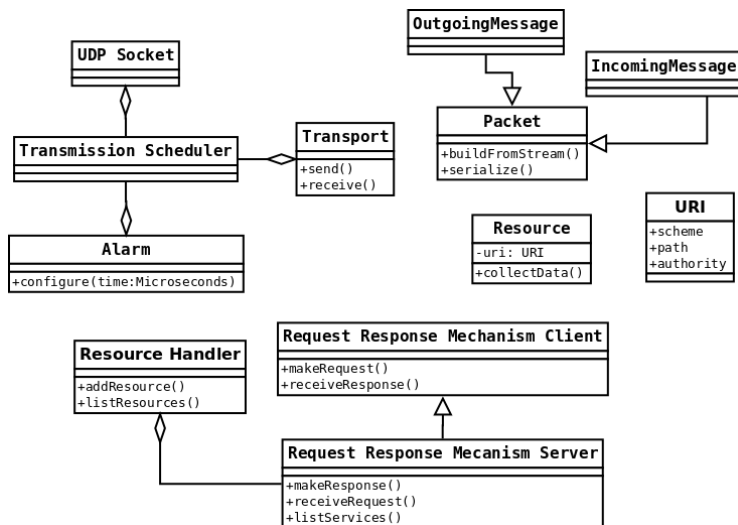 OutgoingMessage
UDP Socket
IncomingMessage
Packet
+buildFromStream()
+serialize()
Transmission Scheduler
Transport
+send()
+receive()
URI
+scheme
+path
+authority
Resource
-uri: URI
+collectData()
Alarm
+configure(time:Microseconds)
Request Response Mechanism Client
+makeRequest()
+receiveResponse()
Resource Handler
+addResource()
+listResources()
Request Response Mecanism Server
+makeResponse()
+receiveRequest()
+listServices()